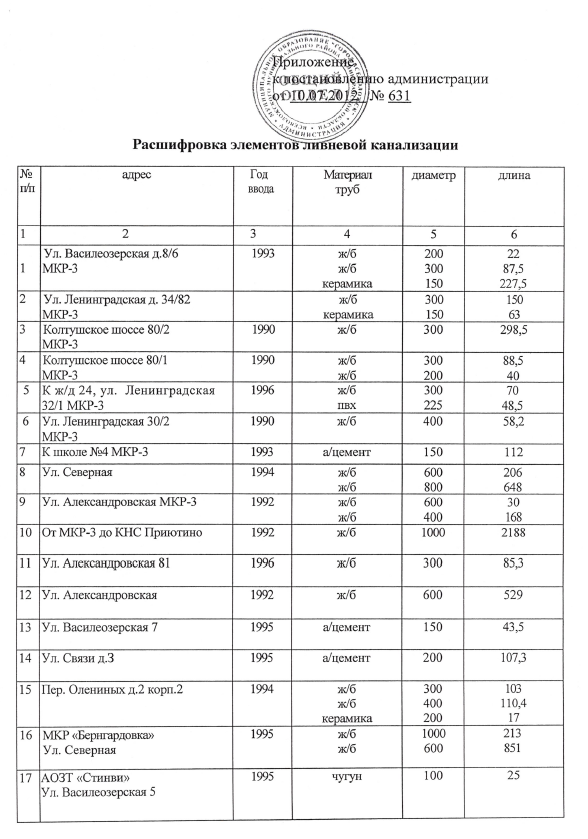 Приложение
к постановлению администрации
от 10.07.2012 № 631
Расшифровка элементов ливневой канализации
№ п/п адрес Год ввода Материал труб диаметр длина
1 2 3 4 5 6
1 Ул. Василеозерская д.8/6 1993 ж/б 200 22
МКР-3 ж/б 300 87,5
керамика 150 227,5
2 Ул. Ленинградская д. 34/82 ж/б 300 150
МКР-3 керамика 150 63
3 Колтушское шоссе 80/2 1990 ж/б 300 298,5
МКР-3
4 Колтушское шоссе 80/1 1990 ж/б 300 88,5
МКР-3 ж/б 200 40
5 К ж/д 24, ул. Ленинградская 1996 ж/б 300 70
32/1 МКР-3 пвх 225 48,5
6 Ул. Ленинградская 30/2 1990 ж/б 400 58,2
МКР-3
7 К школе №4 МКР-3 1993 а/цемент 150 112
8 Ул. Северная 1994 ж/б 600 206
ж/б 800 648
9 Ул. Александровская МКР-3 1992 ж/б 600 30
ж/б 400 168
10 От МКР-3 до КНС Приютино 1992 ж/б 1000 2188
11 Ул. Александровская 81 1996 ж/б 300 85,3
12 Ул. Александровская 1992 ж/б 600 529
13 Ул. Василеозерская 7 1995 а/цемент 150 43,5
14 Ул. Связи д.3 1995 а/цемент 200 107,3
15 Пер. Олениных д.2 корп.2 1994 ж/б 300 103
ж/б 400 110,4
керамика 200 17
16 МКР «Бернгардовка» 1995 ж/б 1000 213
Ул. Северная ж/б 600 851
17 АОЗТ «Стинви» 1995 чугун 100 25
Ул. Василеозерская 5